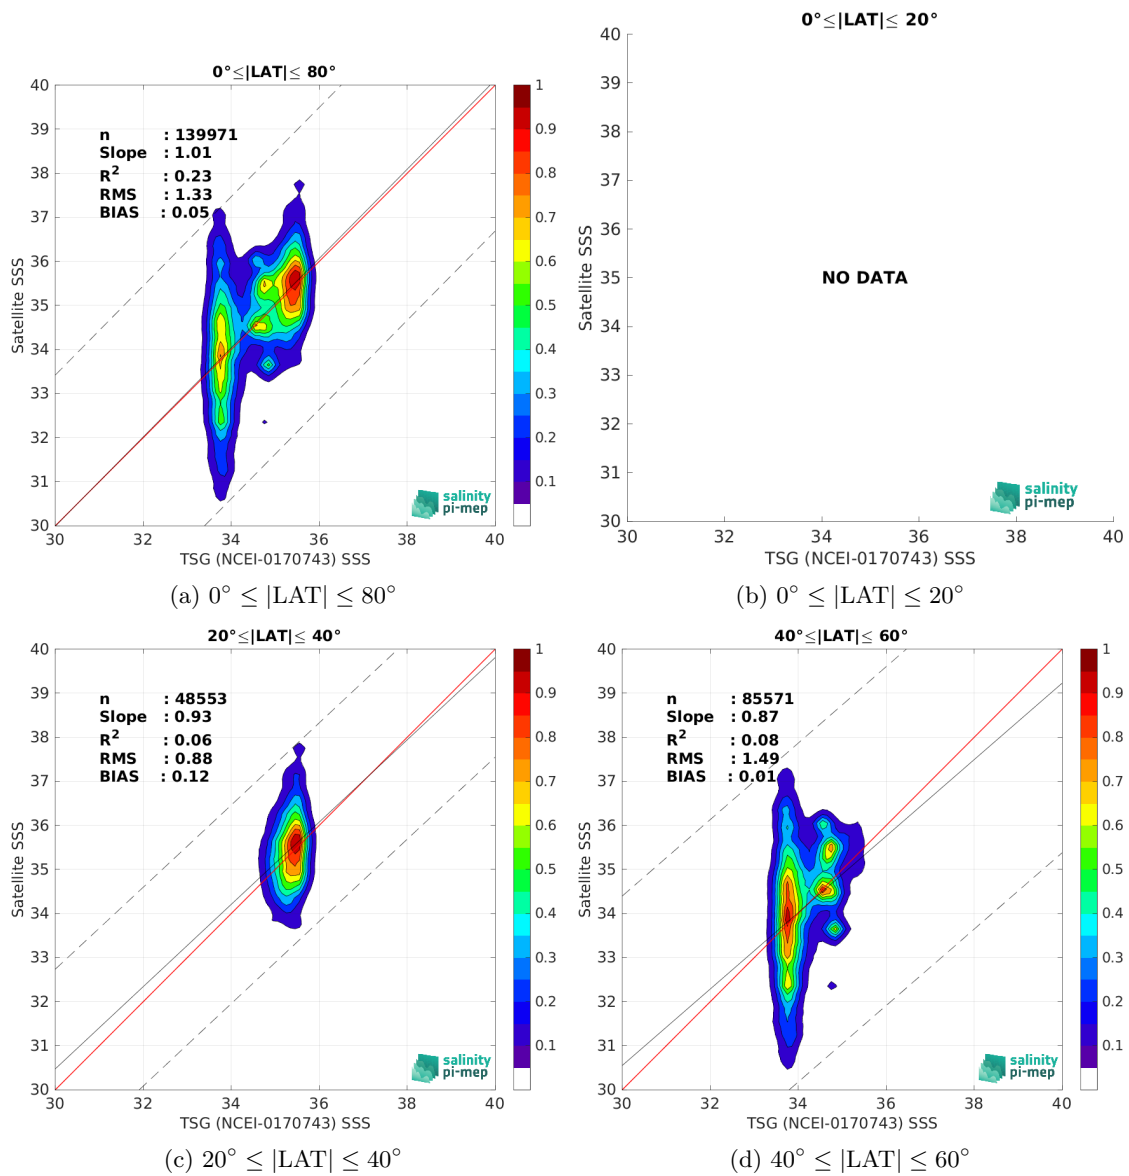 0°≤|LAT|≤ 80°
n : 139971
Slope : 1.01
R² : 0.23
RMS : 1.33
BIAS : 0.05
40
39
38
37
36
35
34
33
32
31
30
30 32 34 36 38 40
Satellite SSS
TSG (NCEI-0170743) SSS
1
0.9
0.8
0.7
0.6
0.5
0.4
0.3
0.2
0.1
salinity
pi-mep
(a) 0° ≤ |LAT| ≤ 80°
0°≤|LAT|≤ 20°
40
39
38
37
36
35
34
33
32
31
30
30 32 34 36 38 40
Satellite SSS
NO DATA
TSG (NCEI-0170743) SSS
salinity
pi-mep
(b) 0° ≤ |LAT| ≤ 20°
20°≤|LAT|≤ 40°
n : 48553
Slope : 0.93
R² : 0.06
RMS : 0.88
BIAS : 0.12
40
39
38
37
36
35
34
33
32
31
30
30 32 34 36 38 40
Satellite SSS
TSG (NCEI-0170743) SSS
1
0.9
0.8
0.7
0.6
0.5
0.4
0.3
0.2
0.1
salinity
pi-mep
(c) 20° ≤ |LAT| ≤ 40°
40°≤|LAT|≤ 60°
n : 85571
Slope : 0.87
R² : 0.08
RMS : 1.49
BIAS : 0.01
40
39
38
37
36
35
34
33
32
31
30
30 32 34 36 38 40
Satellite SSS
TSG (NCEI-0170743) SSS
1
0.9
0.8
0.7
0.6
0.5
0.4
0.3
0.2
0.1
salinity
pi-mep
(d) 40° ≤ |LAT| ≤ 60°